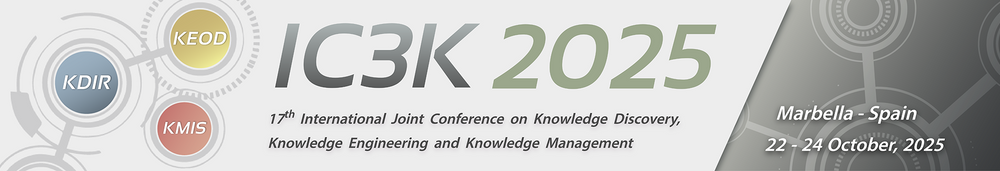 KEOD
KDIR
KMIS
IC3K 2025
17th International Joint Conference on Knowledge Discovery,
Knowledge Engineering and Knowledge Management
Marbella - Spain
22 - 24 October, 2025